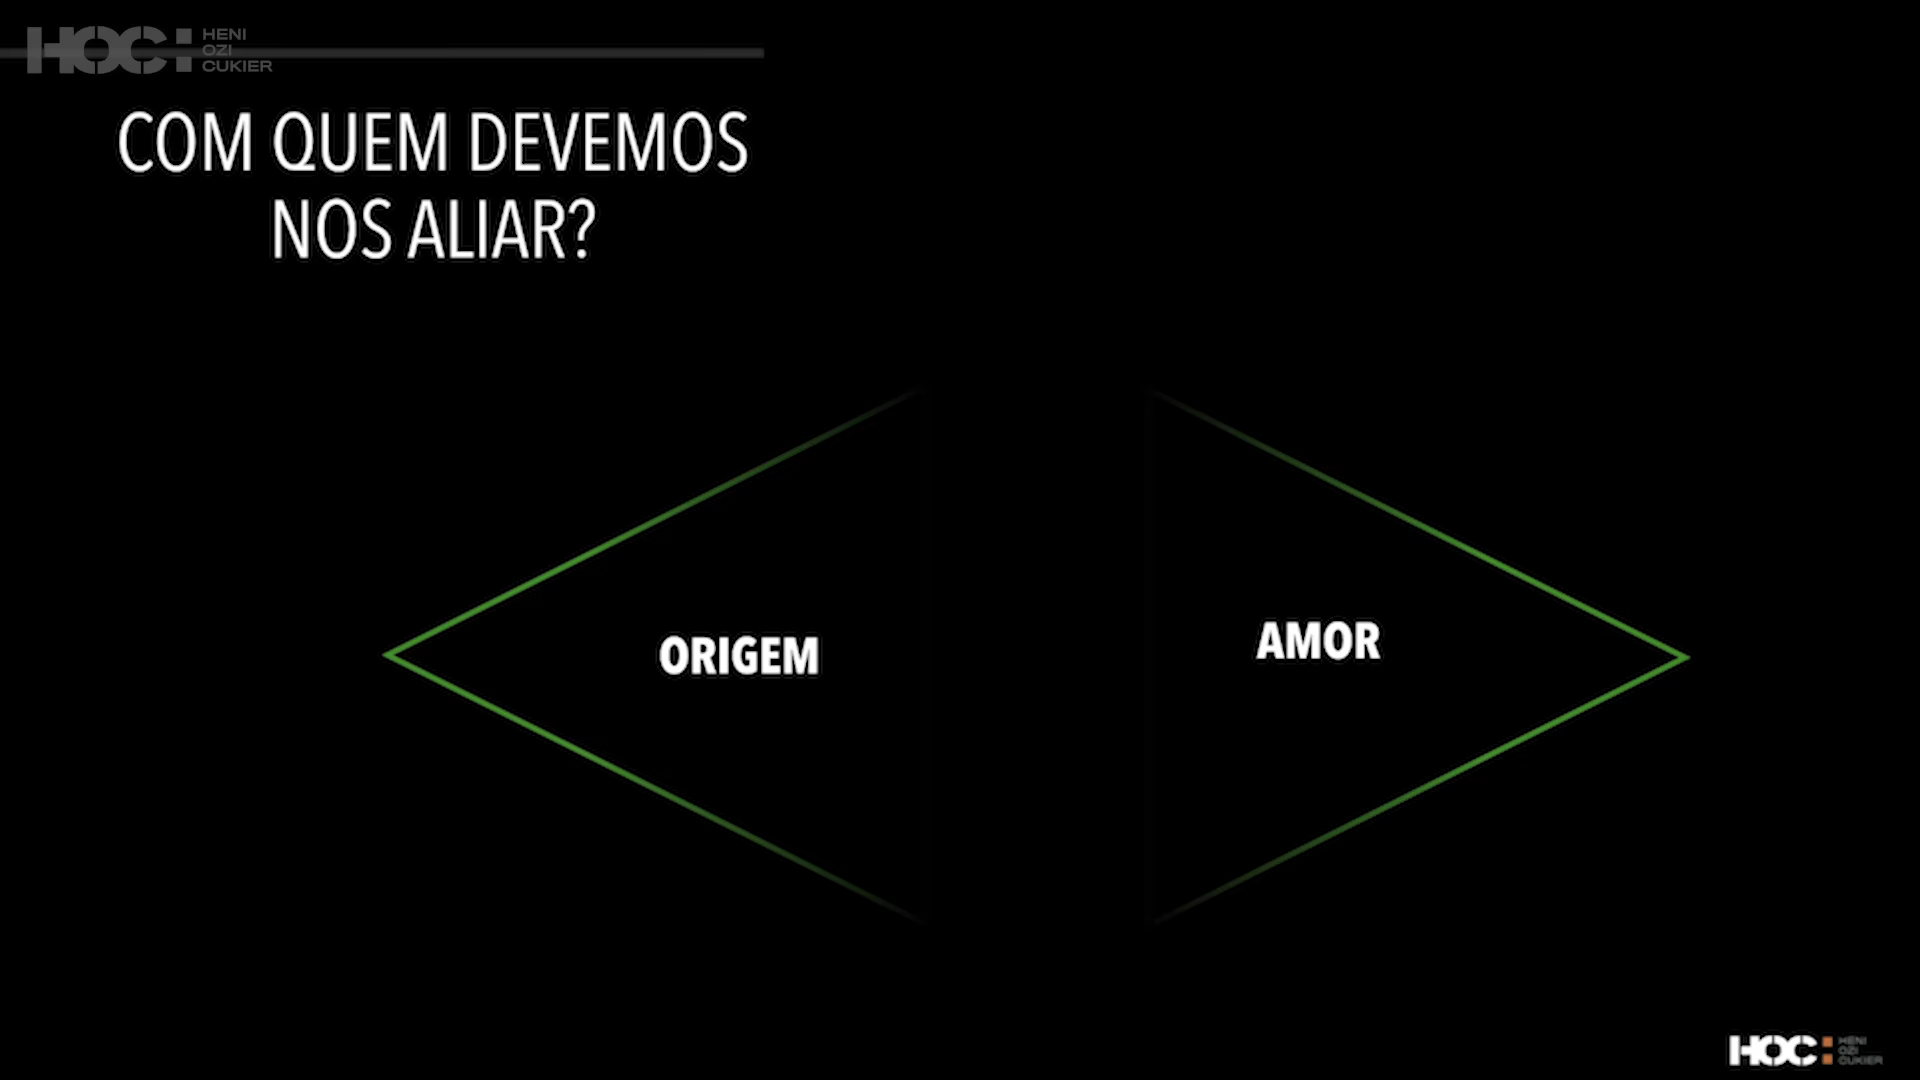 HOC: HENI
OZI
CUKIER
COM QUEM DEVEMOS
NOS ALIAR?
ORIGEM
AMOR
HOC: HENI
OZI
CUKIER